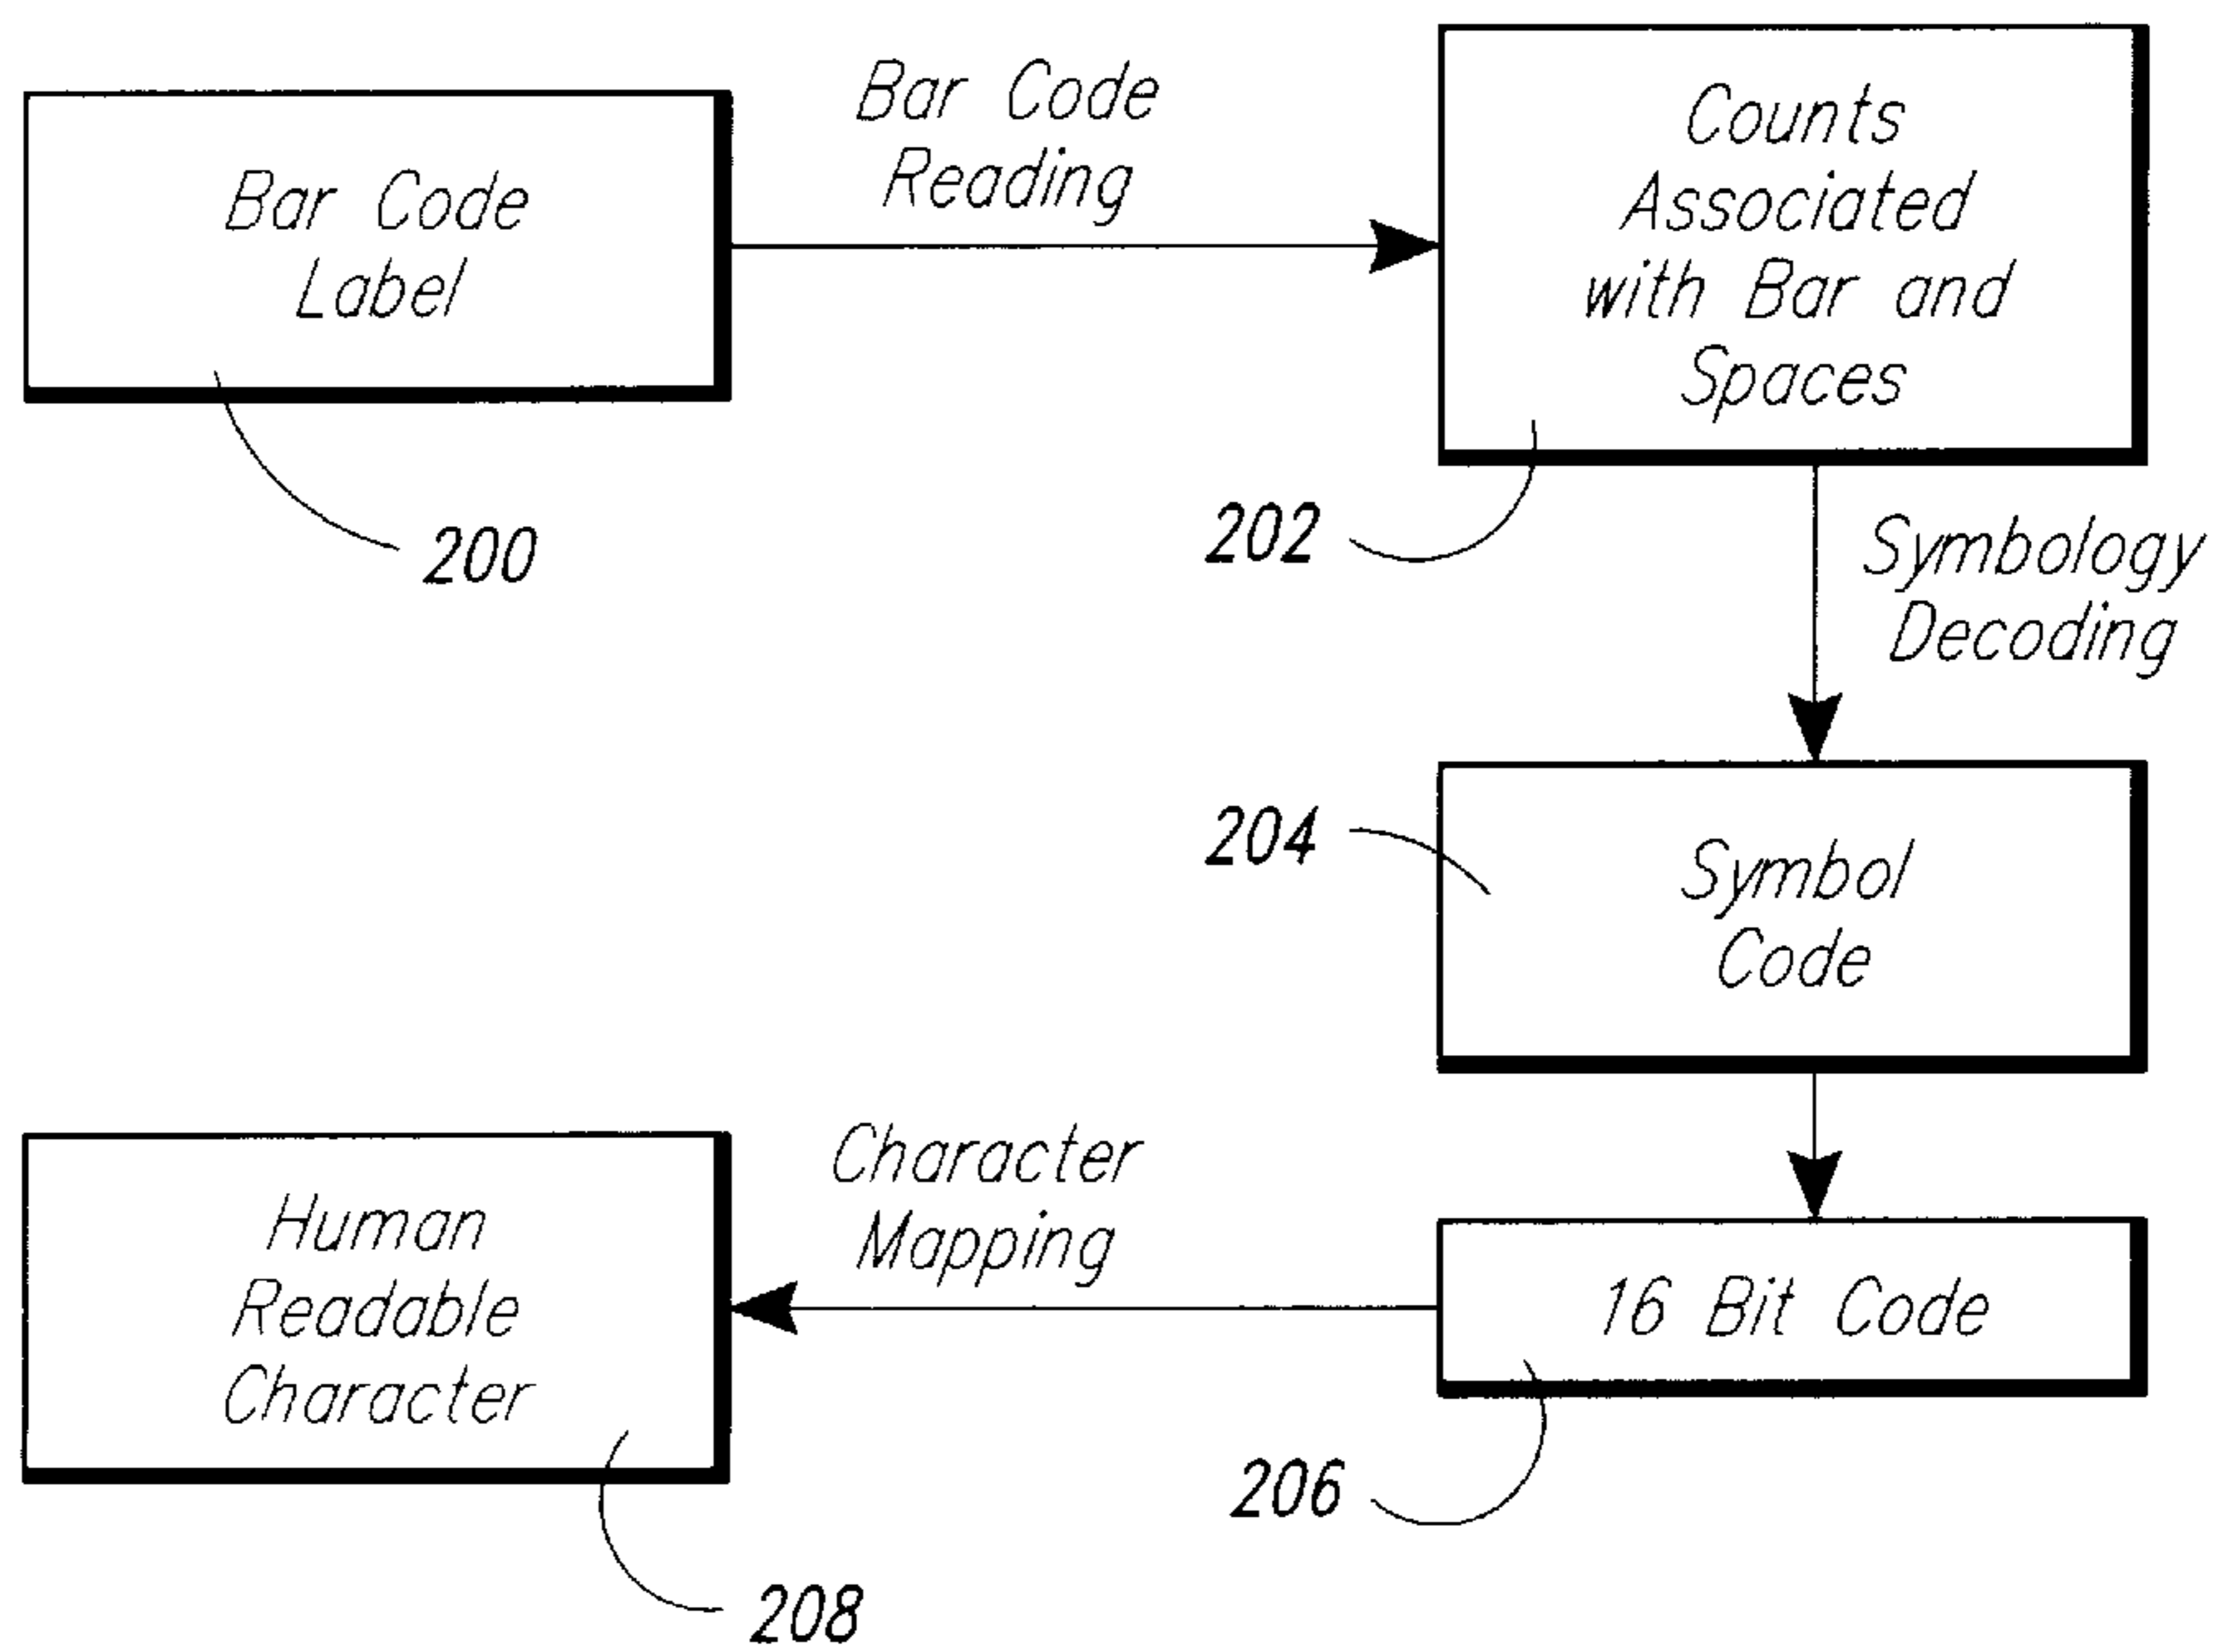 Bar Code
Label
200
Bar Code
Reading
Counts
Associated
with Bar and
Spaces
202
Symbology
Decoding
204
Symbol
Code
16 Bit Code
206
Character
Mapping
Human
Readable
Character
208